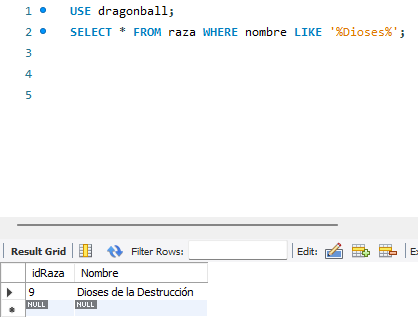 1 USE dragonball;
2 SELECT * FROM raza WHERE nombre LIKE '%Dioses%';
3
4
5
Result Grid Filter Rows: Edit:
idRaza Nombre
9 Dioses de la Destrucción
NULL NULL